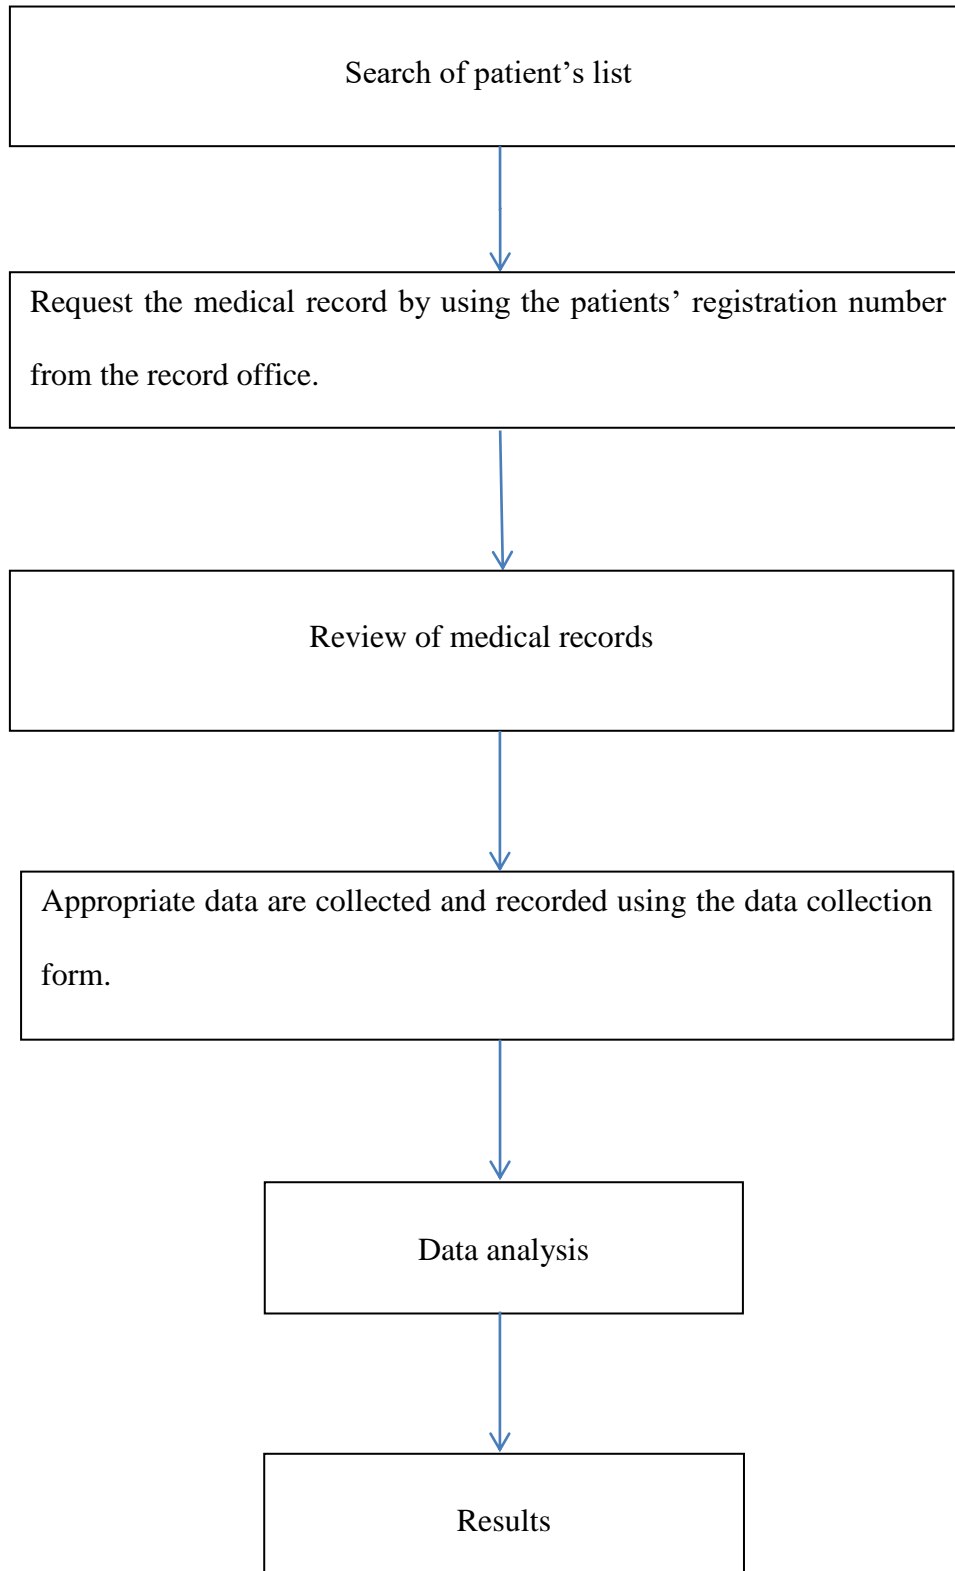 Search of patient’s list
Request the medical record by using the patients’ registration number
from the record office.
Review of medical records
Appropriate data are collected and recorded using the data collection
form.
Data analysis
Results